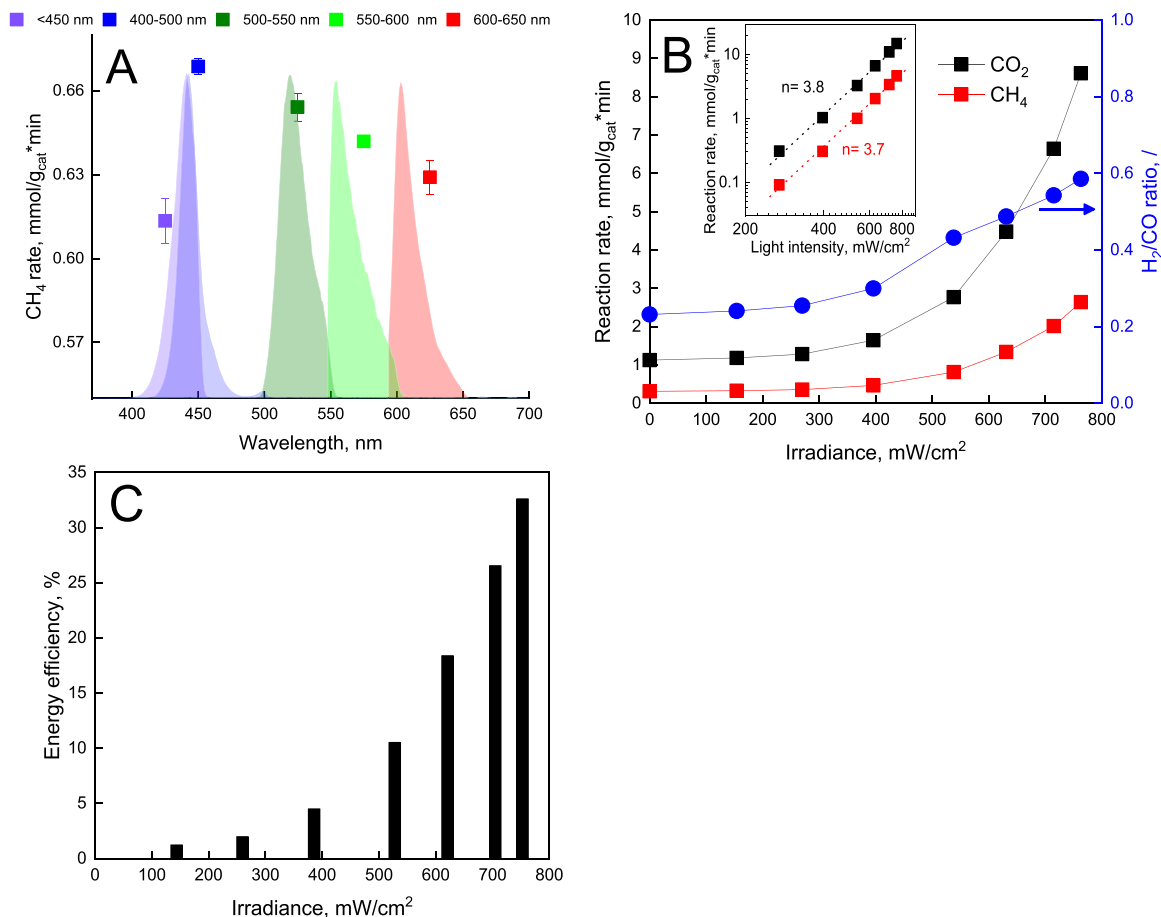 <450 nm 400-500 nm 500-550 nm 550-600 nm 600-650 nm
A
CH4 rate, mmol/gcat*min
0.66
0.63
0.60
0.57
400 450 500 550 600 650 700
Wavelength, nm
B
Reaction rate, mmol/gcat*min
10
9
8
7
6
5
4
3
2
1
0
0 100 200 300 400 500 600 700 800
Irradiance, mW/cm2
1.0
0.8
0.6
0.4
0.2
0.0
H2/CO ratio, /
CO2
CH4
Reaction rate, mmol/gcat*min
10
1
0.1
n= 3.8
n= 3.7
200 400 600 800
Light intensity, mW/cm2
C
Energy efficiency, %
35
30
25
20
15
10
5
0
0 100 200 300 400 500 600 700 800
Irradiance, mW/cm2